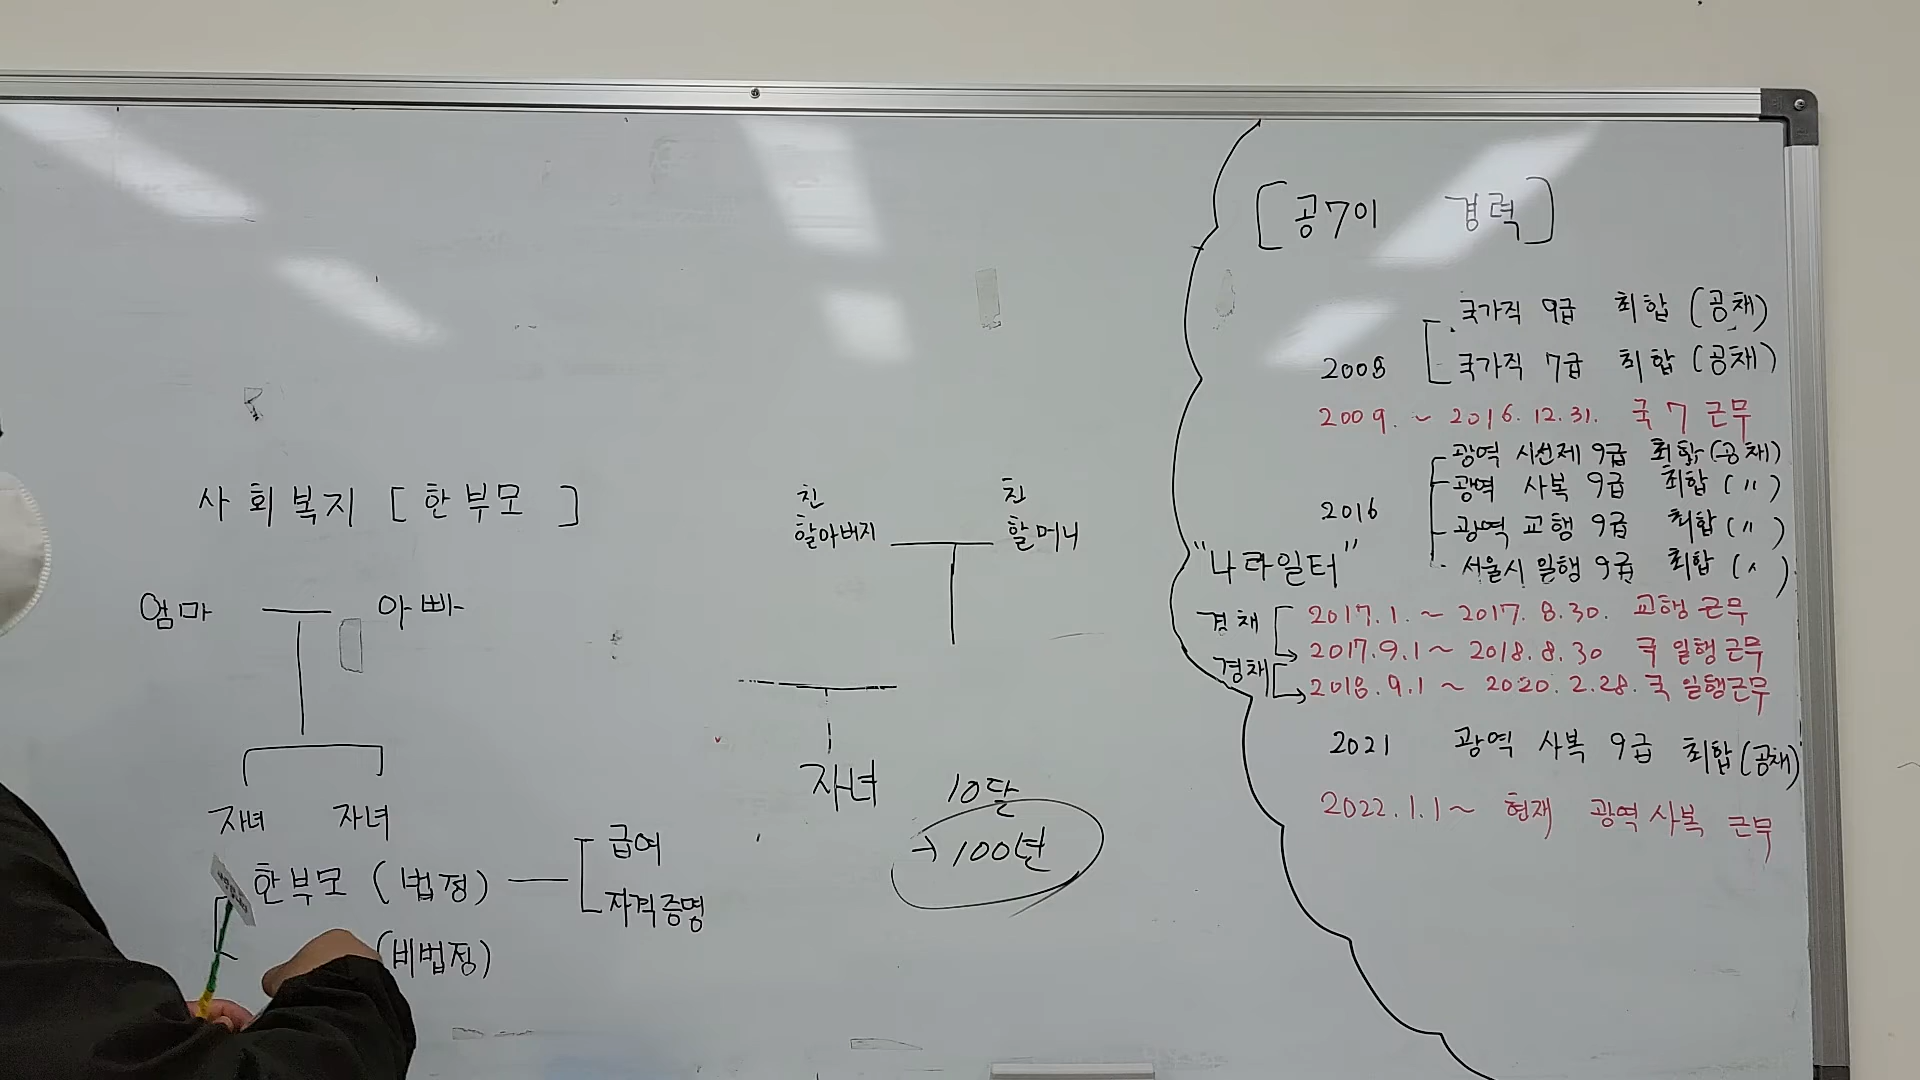 사회복지 [한부모]
엄마 아빠
자녀 자녀
한부모 (법정)
급여
자격증명
(비법정)
친 할아버지
친 할머니
자녀
10달
→ 100년
[공7이 경력]
국가직 9급 최합 (공채)
2008 국가직 7급 최합 (공채)
2009. ~ 2016.12.31. 국7 근무
광역 시선제 9급 최합 (공채)
광역 사복 9급 최합 (〃)
2016
광역 교행 9급 최합 (〃)
"나라일터"
서울시 일행 9급 최합 (〃)
경채 2017.1. ~ 2017.8.30. 교행 근무
2017.9.1 ~ 2018.8.30 국 일행 근무
경채 2018.9.1 ~ 2020.2.28. 국 일행 근무
2021 광역 사복 9급 최합 (공채)
2022.1.1 ~ 현재 광역 사복 근무